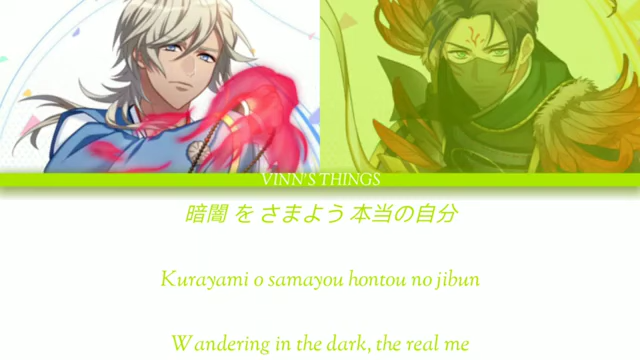 VINN'S THINGS
暗闇 を さまよう 本当の自分
Kurayami o samayou hontou no jibun
Wandering in the dark, the real me